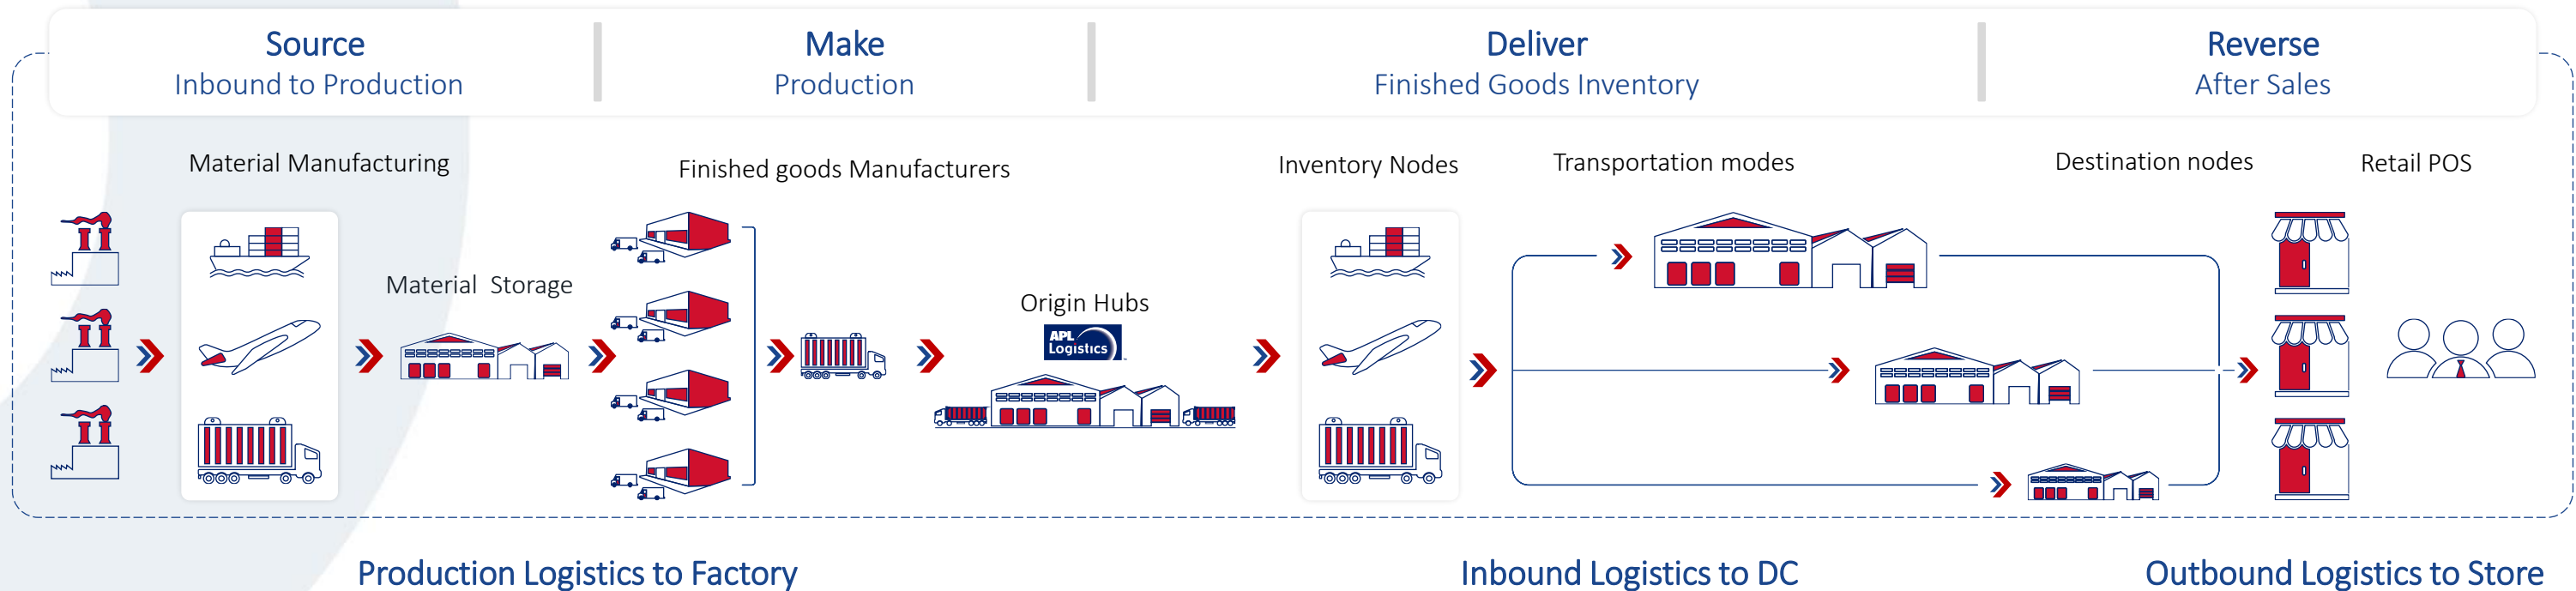 Source
Inbound to Production
Make
Production
Deliver
Finished Goods Inventory
Reverse
After Sales
Material Manufacturing
Finished goods Manufacturers
Inventory Nodes
Transportation modes
Destination nodes
Retail POS
Material Storage
Origin Hubs
APL
Logistics
Production Logistics to Factory
Inbound Logistics to DC
Outbound Logistics to Store